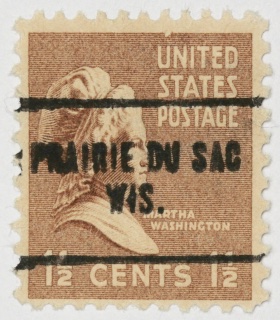 UNITED
STATES
POSTAGE
PRAIRIE DU SAC
WIS.
MARTHA
WASHINGTON
1½ CENTS 1½